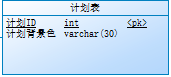 计划表
计划ID int <pk>
计划背景色 varchar(30)